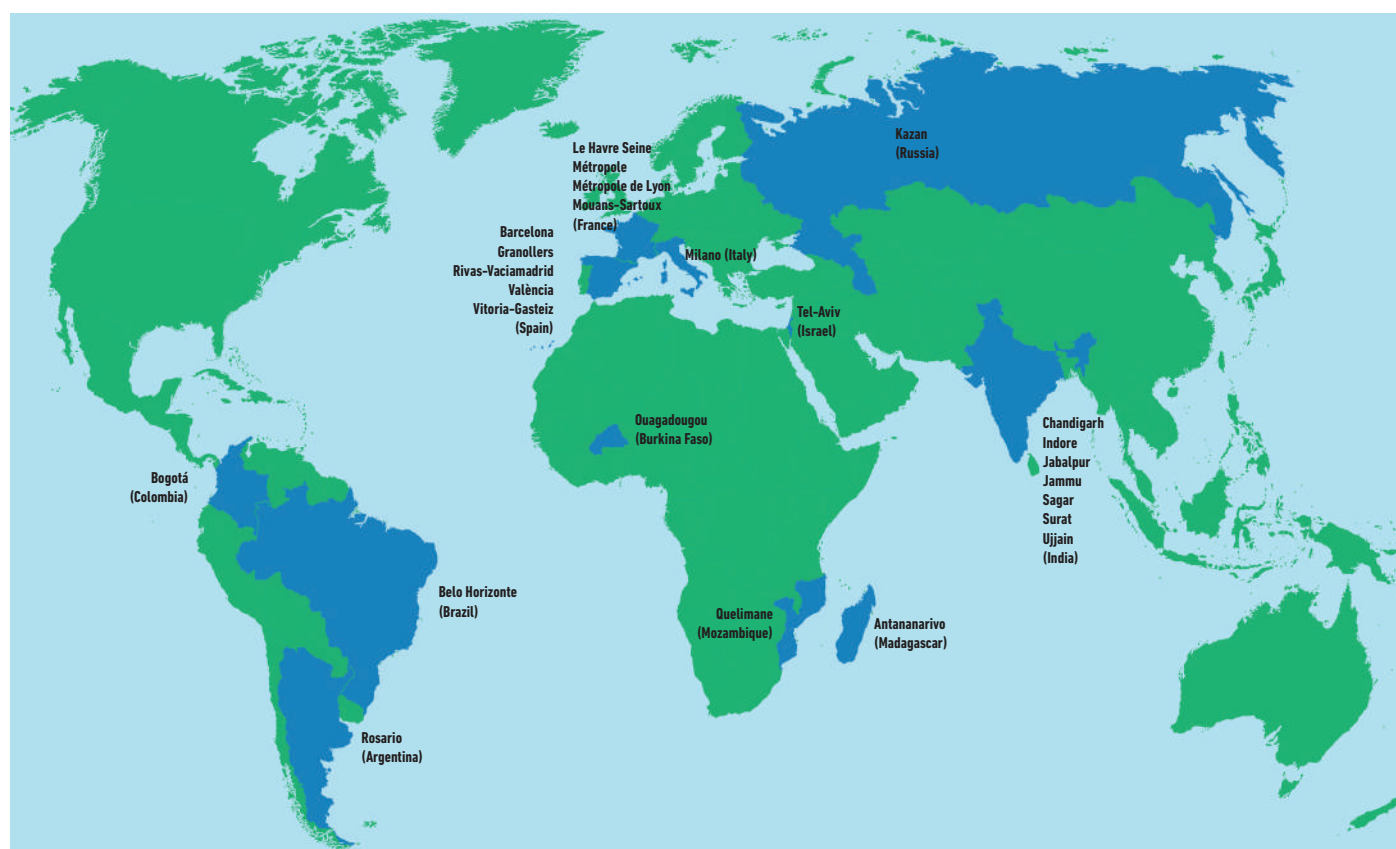 Kazan
(Russia)
Le Havre Seine
Métropole
Métropole de Lyon
Mouans-Sartoux
(France)
Barcelona
Granollers
Rivas-Vaciamadrid
València
Vitoria-Gasteiz
(Spain)
Milano (Italy)
Tel-Aviv
(Israel)
Ouagadougou
(Burkina Faso)
Chandigarh
Indore
Jabalpur
Jammu
Sagar
Surat
Ujjain
(India)
Bogotá
(Colombia)
Belo Horizonte
(Brazil)
Quelimane
(Mozambique)
Antananarivo
(Madagascar)
Rosario
(Argentina)